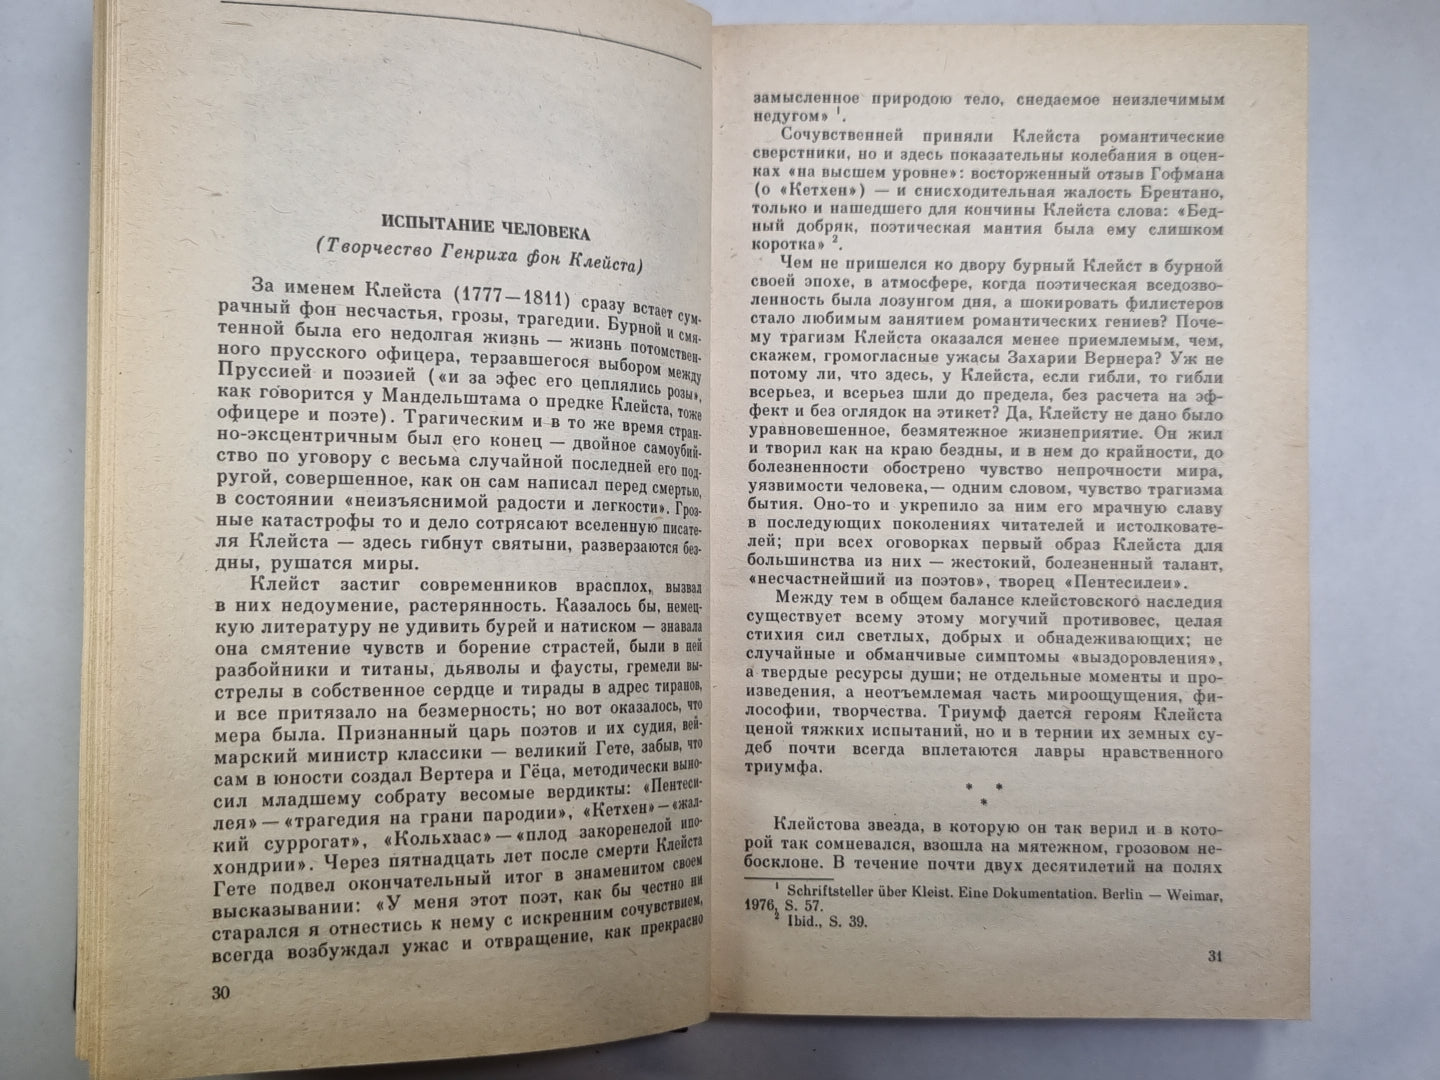 ИСПЫТАНИЕ ЧЕЛОВЕКА
(Творчество Генриха фон Клейста)
За именем Клейста (1777—1811) сразу встает сум-
рачный фон несчастья, грозы, трагедии. Бурной и смя-
тенной была его недолгая жизнь — жизнь потомствен-
ного прусского офицера, терзавшегося выбором между
Пруссией и поэзией («и за эфес его цеплялись розы»,
как говорится у Мандельштама о предке Клейста, тоже
офицере и поэте). Трагическим и в то же время стран-
но-эксцентричным был его конец — двойное самоубий-
ство по уговору с весьма случайной последней его под-
ругой, совершенное, как он сам написал перед смертью,
в состоянии «неизъяснимой радости и легкости». Гроз-
ные катастрофы то и дело сотрясают вселенную писате-
ля Клейста — здесь гибнут святыни, разверзаются без-
дны, рушатся миры.
Клейст застиг современников врасплох, вызвал
в них недоумение, растерянность. Казалось бы, немец-
кую литературу не удивить бурей и натиском — знавала
она смятение чувств и борение страстей, были в ней
разбойники и титаны, дьяволы и фаусты, гремели вы-
стрелы в собственное сердце и тирады в адрес тиранов,
и все притязало на безмерность; но вот оказалось, что
мера была. Признанный царь поэтов и их судия, вей-
марский министр классики — великий Гете, забыв, что
сам в юности создал Вертера и Гёца, методически выно-
сил младшему собрату весомые вердикты: «Пентеси-
лея» — «трагедия на грани пародии», «Кетхен» — «жал-
кий суррогат», «Кольхаас» — «плод закоренелой ипо-
хондрии». Через пятнадцать лет после смерти Клейста
Гете подвел окончательный итог в знаменитом своем
высказывании: «У меня этот поэт, как бы честно ни
старался я отнестись к нему с искренним сочувствием,
всегда возбуждал ужас и отвращение, как прекрасно
30
замысленное природою тело, снедаемое неизлечимым
недугом» 1.
Сочувственней приняли Клейста романтические
сверстники, но и здесь показательны колебания в оцен-
ках «на высшем уровне»: восторженный отзыв Гофмана
(о «Кетхен») — и снисходительная жалость Брентано,
только и нашедшего для кончины Клейста слова: «Бед-
ный добряк, поэтическая мантия была ему слишком
коротка» 2.
Чем не пришелся ко двору бурный Клейст в бурной
своей эпохе, в атмосфере, когда поэтическая вседозво-
ленность была лозунгом дня, а шокировать филистеров
стало любимым занятием романтических гениев? Поче-
му трагизм Клейста оказался менее приемлемым, чем,
скажем, громогласные ужасы Захарии Вернера? Уж не
потому ли, что здесь, у Клейста, если гибли, то гибли
всерьез, и всерьез шли до предела, без расчета на эф-
фект и без оглядок на этикет? Да, Клейсту не дано было
уравновешенное, безмятежное жизнеприятие. Он жил
и творил как на краю бездны, и в нем до крайности, до
болезненности обострено чувство непрочности мира,
уязвимости человека,— одним словом, чувство трагизма
бытия. Оно-то и укрепило за ним его мрачную славу
в последующих поколениях читателей и истолковате-
лей; при всех оговорках первый образ Клейста для
большинства из них — жестокий, болезненный талант,
«несчастнейший из поэтов», творец «Пентесилеи».
Между тем в общем балансе клейстовского наследия
существует всему этому могучий противовес, целая
стихия сил светлых, добрых и обнадеживающих; не
случайные и обманчивые симптомы «выздоровления»,
а твердые ресурсы души; не отдельные моменты и про-
изведения, а неотъемлемая часть мироощущения, фи-
лософии, творчества. Триумф дается героям Клейста
ценой тяжких испытаний, но и в тернии их земных су-
деб почти всегда вплетаются лавры нравственного
триумфа.
* *
*
Клейстова звезда, в которую он так верил и в кото-
рой так сомневался, взошла на мятежном, грозовом не-
босклоне. В течение почти двух десятилетий на полях
1 Schriftsteller über Kleist. Eine Dokumentation. Berlin — Weimar,
1976, S. 57.
2 Ibid., S. 39.
31